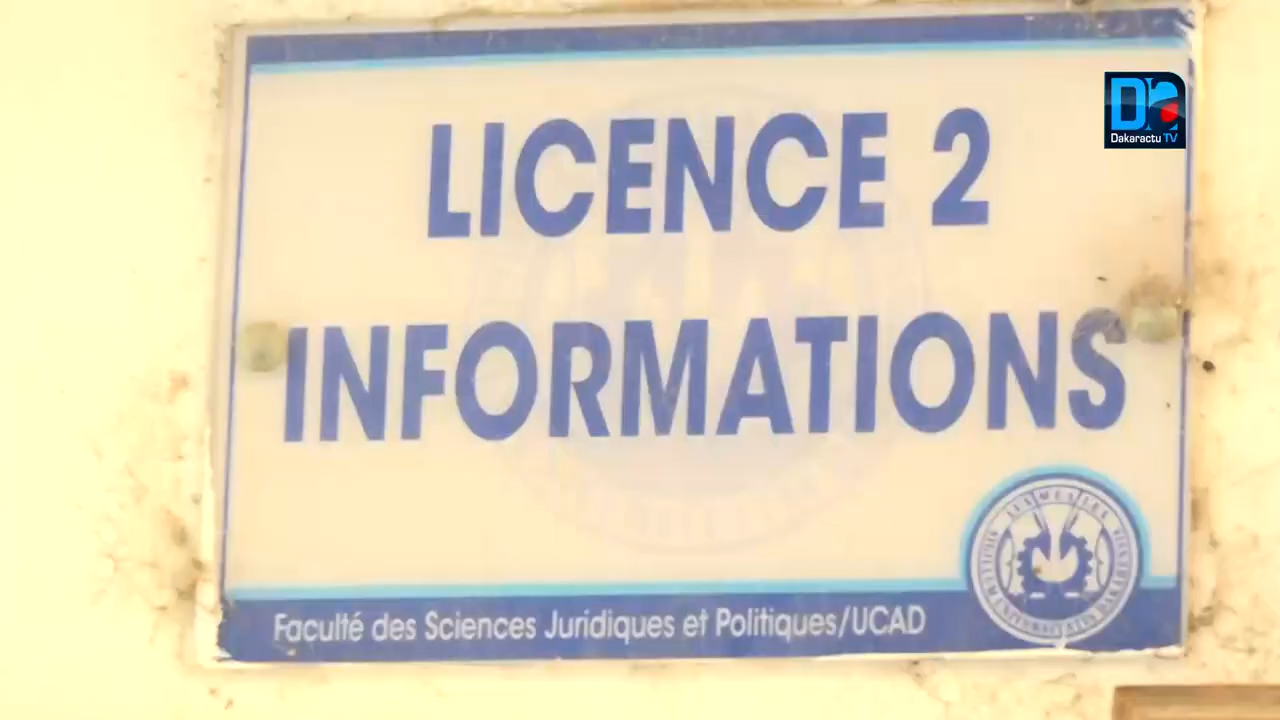 Dakaractu TV
LICENCE 2
INFORMATIONS
Faculté des Sciences Juridiques et Politiques/UCAD